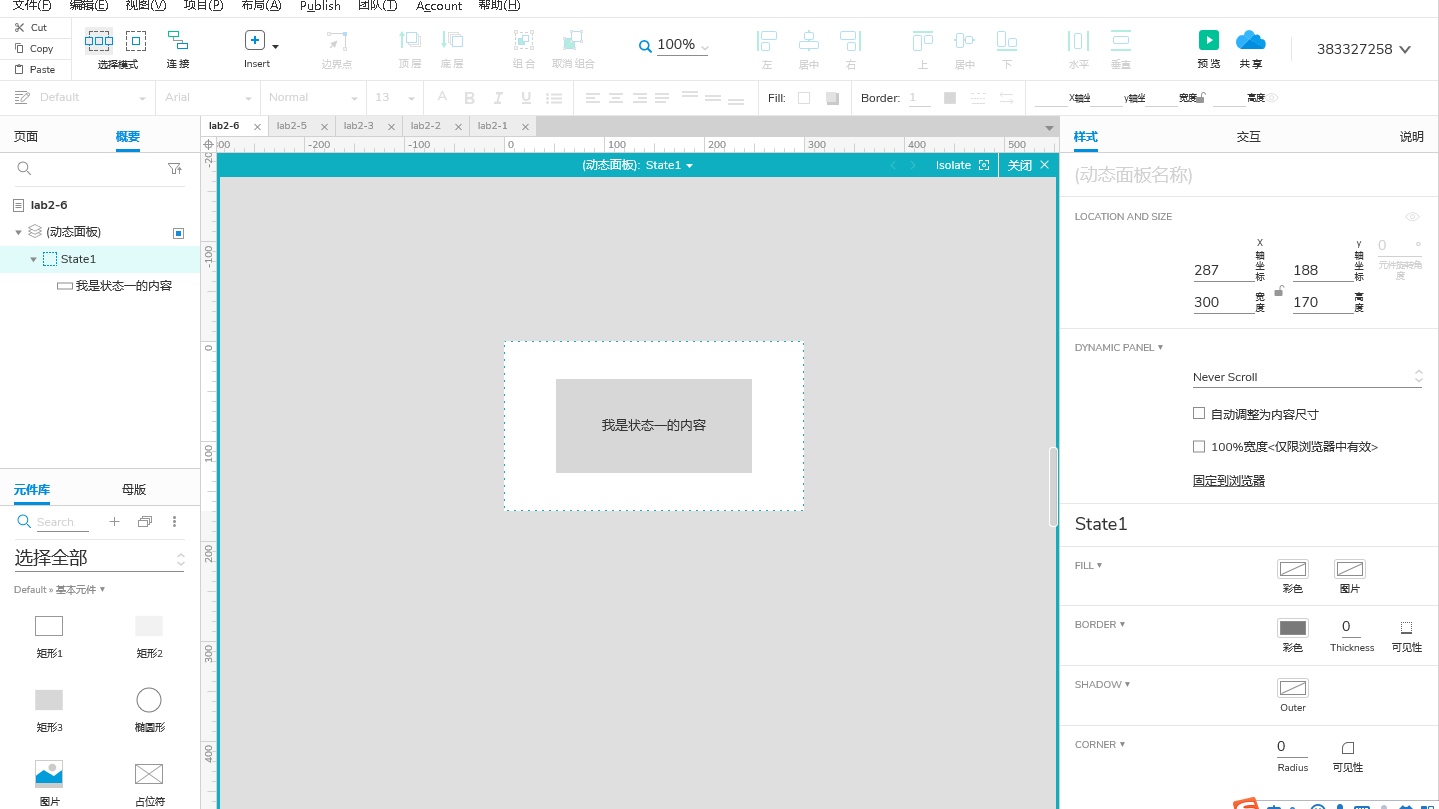 文件(F) 编辑(E) 视图(V) 项目(P) 布局(A) Publish 团队(T) Account 帮助(H)
Cut
Copy
Paste
选择模式 连接 Insert 边界点 顶层 底层 组合 取消组合 100% 左 居中 右 上 居中 下 水平 垂直 预览 共享 383327258
Default Arial Normal 13 Fill: Border: 1 X轴坐 y轴坐 宽度 高度
页面 概要
lab2-6 lab2-5 lab2-3 lab2-2 lab2-1
样式 交互 说明
-200 -100 0 100 200 300 400 500
(动态面板): State1 Isolate 关闭
lab2-6
(动态面板)
State1
我是状态一的内容
-100
0
100
200
300
400
我是状态一的内容
元件库 母版
Search
选择全部
Default » 基本元件
矩形1 矩形2
矩形3 椭圆形
图片 占位符
(动态面板名称)
LOCATION AND SIZE
287 X轴坐标 188 y轴坐标 0 ° 元件旋转角度
300 宽度 170 高度
DYNAMIC PANEL
Never Scroll
自动调整为内容尺寸
100%宽度<仅限浏览器中有效>
固定到浏览器
State1
FILL
彩色 图片
BORDER
0
彩色 Thickness 可见性
SHADOW
Outer
CORNER
0
Radius 可见性